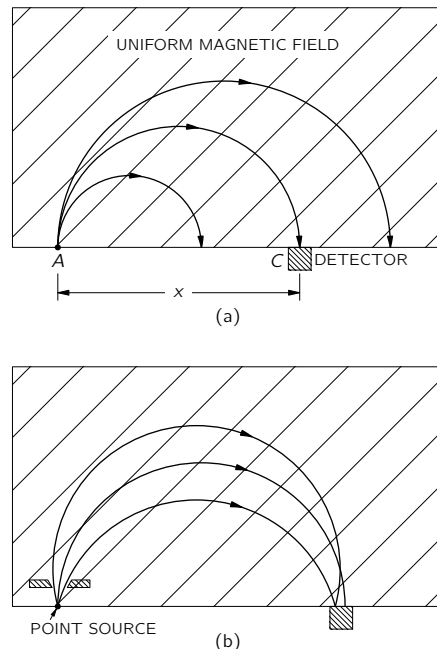 UNIFORM MAGNETIC FIELD
A
C
DETECTOR
x
(a)
POINT SOURCE
(b)